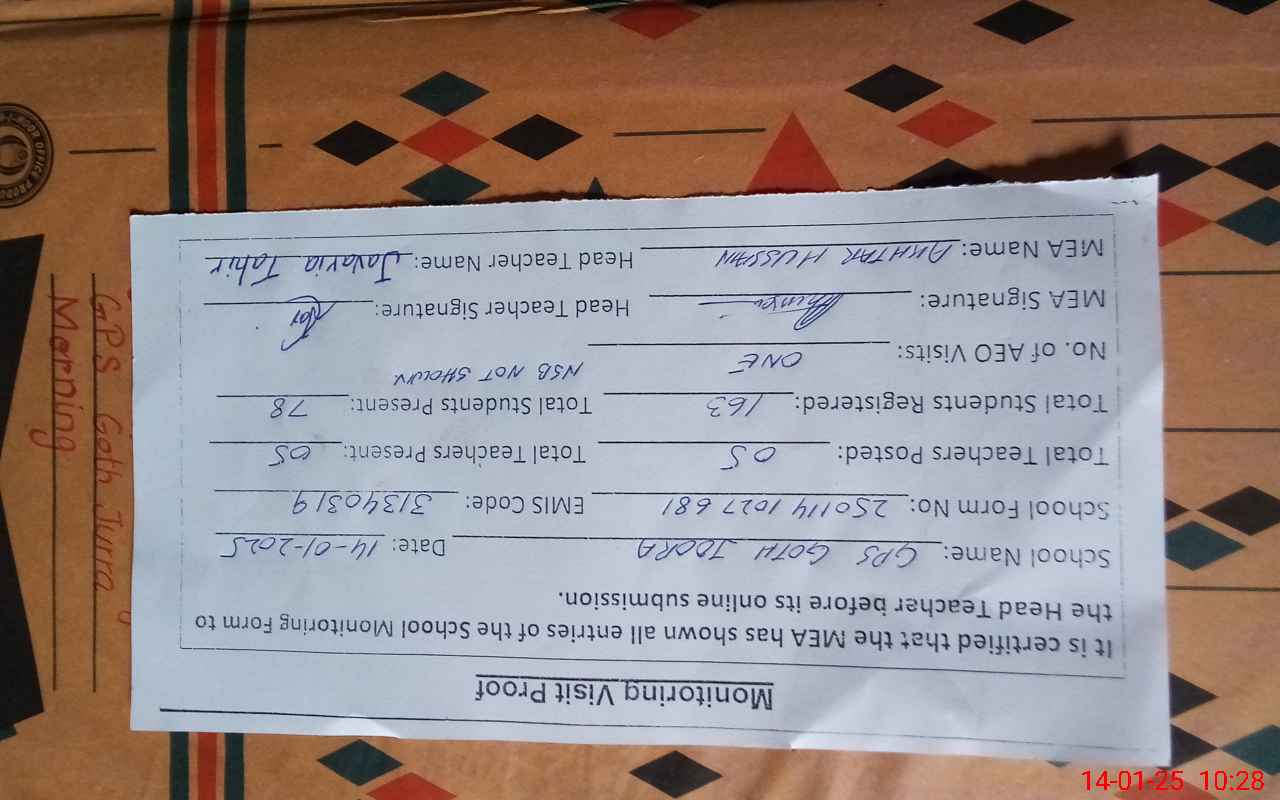 Monitoring Visit Proof
It is certified that the MEA has shown all entries of the School Monitoring Form to
the Head Teacher before its online submission.
School Name: GPS GOTH JOORA Date: 14-01-2025
School Form No: 250114 1027681 EMIS Code: 31340319
Total Teachers Posted: 05 Total Teachers Present: 05
Total Students Registered: 163 Total Students Present: 78
NSB NOT SHOWN
No. of AEO Visits: ONE
MEA Signature: Head Teacher Signature:
MEA Name: AKHTAR HUSSAIN Head Teacher Name: Javaria Tahir
GPS Goth Jurra
Morning
14-01-25 10:28